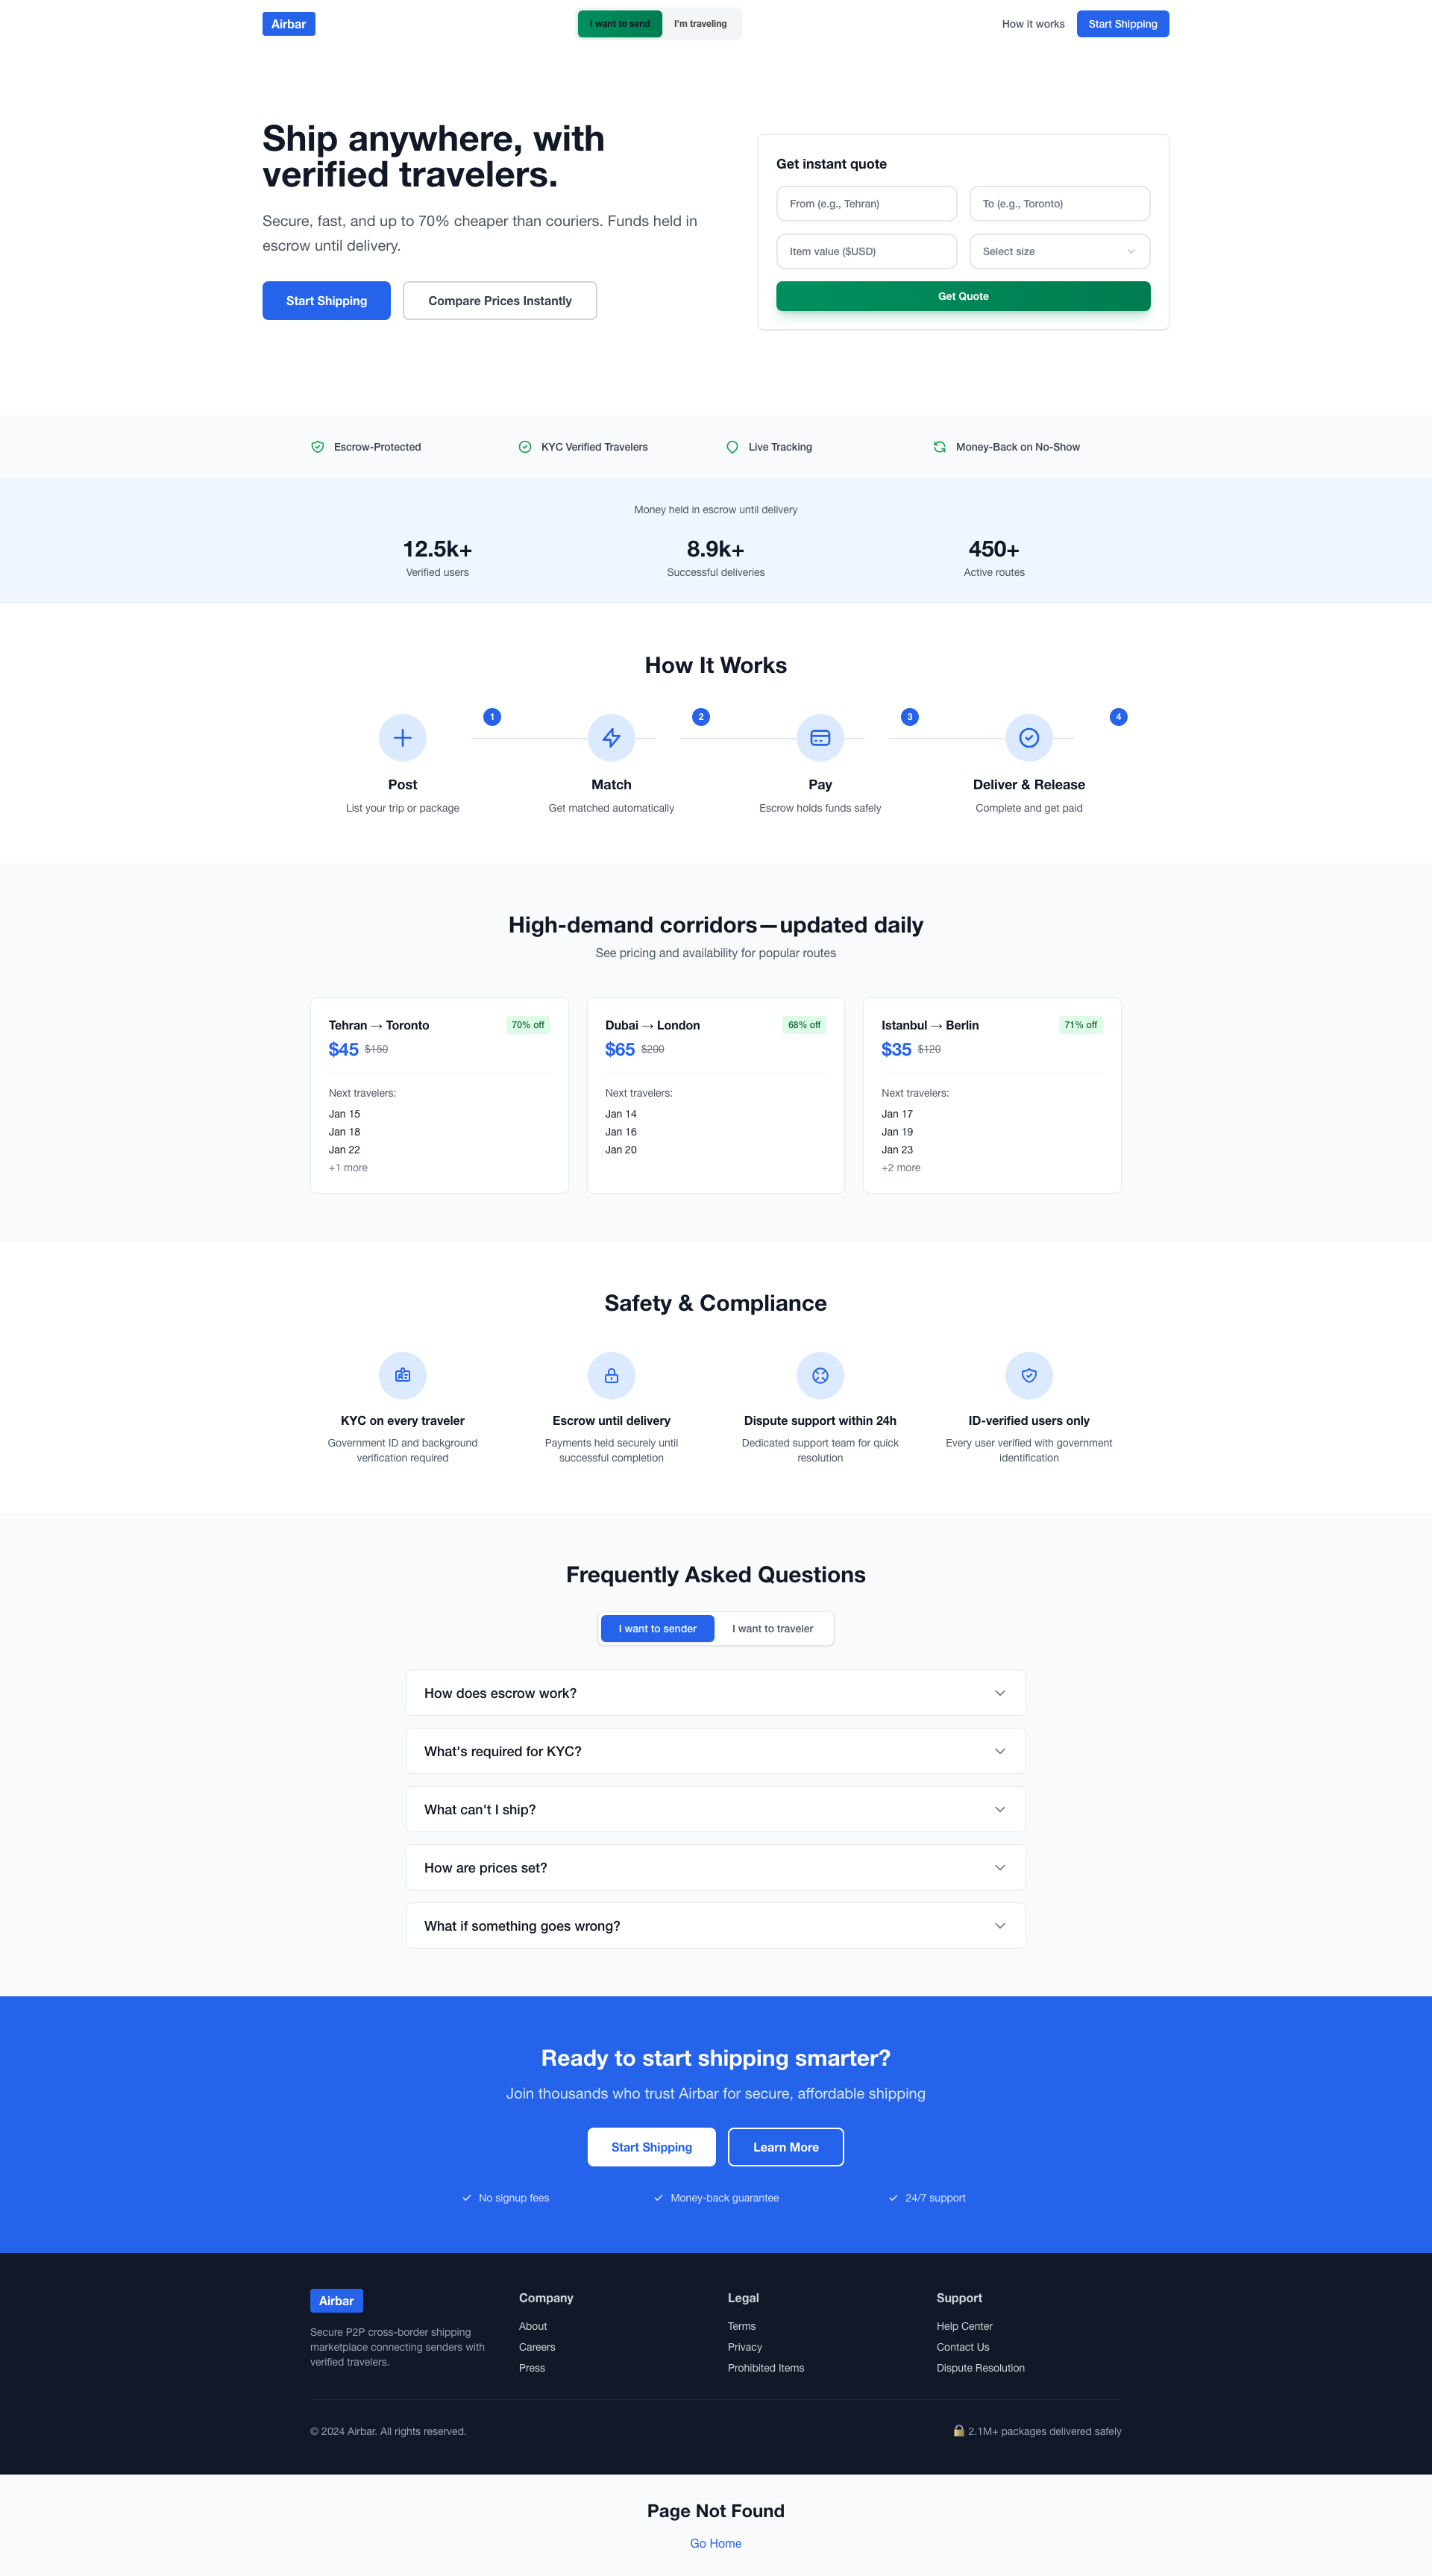 Airbar
I want to send
I'm traveling
How it works
Start Shipping
Ship anywhere, with
verified travelers.
Secure, fast, and up to 70% cheaper than couriers. Funds held in
escrow until delivery.
Start Shipping
Compare Prices Instantly
Get instant quote
From (e.g., Tehran)
To (e.g., Toronto)
Item value ($USD)
Select size
Get Quote
Escrow-Protected
KYC Verified Travelers
Live Tracking
Money-Back on No-Show
Money held in escrow until delivery
12.5k+
Verified users
8.9k+
Successful deliveries
450+
Active routes
How It Works
1
Post
List your trip or package
2
Match
Get matched automatically
3
Pay
Escrow holds funds safely
4
Deliver & Release
Complete and get paid
High-demand corridors—updated daily
See pricing and availability for popular routes
Tehran → Toronto
70% off
$45 $150
Next travelers:
Jan 15
Jan 18
Jan 22
+1 more
Dubai → London
68% off
$65 $200
Next travelers:
Jan 14
Jan 16
Jan 20
Istanbul → Berlin
71% off
$35 $120
Next travelers:
Jan 17
Jan 19
Jan 23
+2 more
Safety & Compliance
KYC on every traveler
Government ID and background
verification required
Escrow until delivery
Payments held securely until
successful completion
Dispute support within 24h
Dedicated support team for quick
resolution
ID-verified users only
Every user verified with government
identification
Frequently Asked Questions
I want to sender
I want to traveler
How does escrow work?
What's required for KYC?
What can't I ship?
How are prices set?
What if something goes wrong?
Ready to start shipping smarter?
Join thousands who trust Airbar for secure, affordable shipping
Start Shipping
Learn More
No signup fees
Money-back guarantee
24/7 support
Airbar
Secure P2P cross-border shipping
marketplace connecting senders with
verified travelers.
Company
About
Careers
Press
Legal
Terms
Privacy
Prohibited Items
Support
Help Center
Contact Us
Dispute Resolution
© 2024 Airbar. All rights reserved.
🔒 2.1M+ packages delivered safely
Page Not Found
Go Home